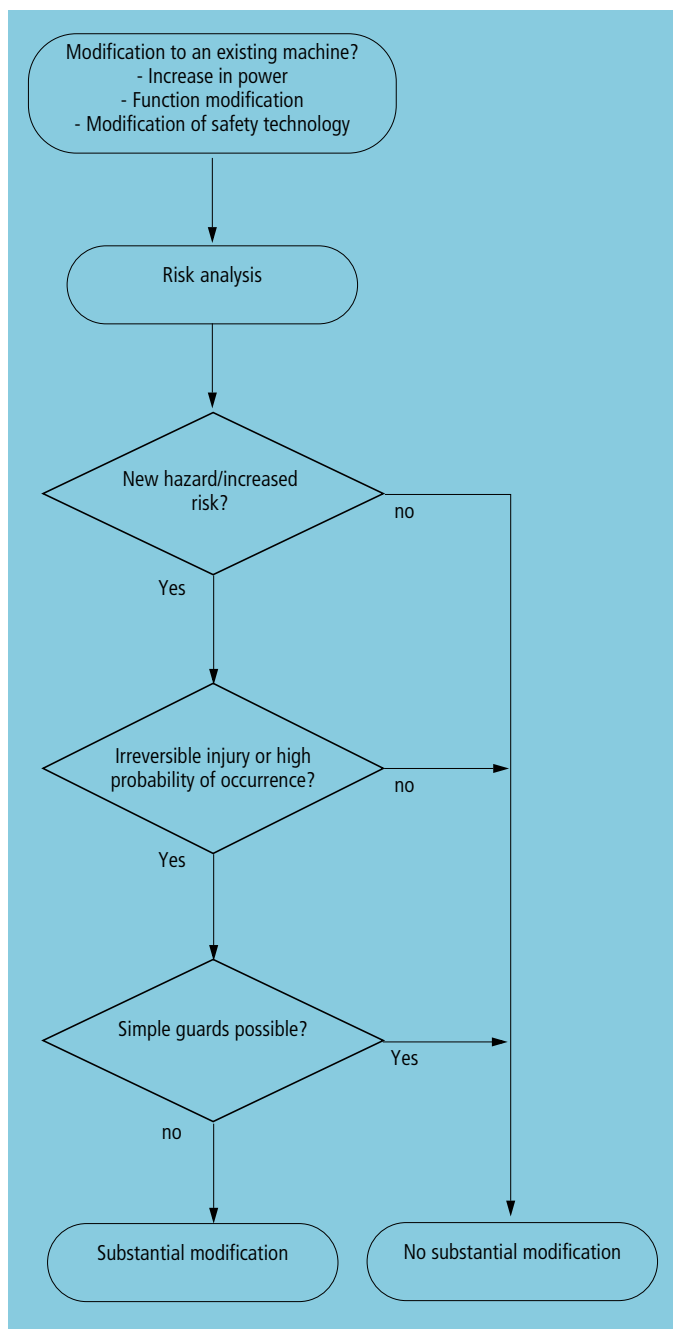 Modification to an existing machine?
- Increase in power
- Function modification
- Modification of safety technology
Risk analysis
New hazard/increased
risk?
no
Yes
Irreversible injury or high
probability of occurrence?
no
Yes
Simple guards possible?
Yes
no
Substantial modification
No substantial modification